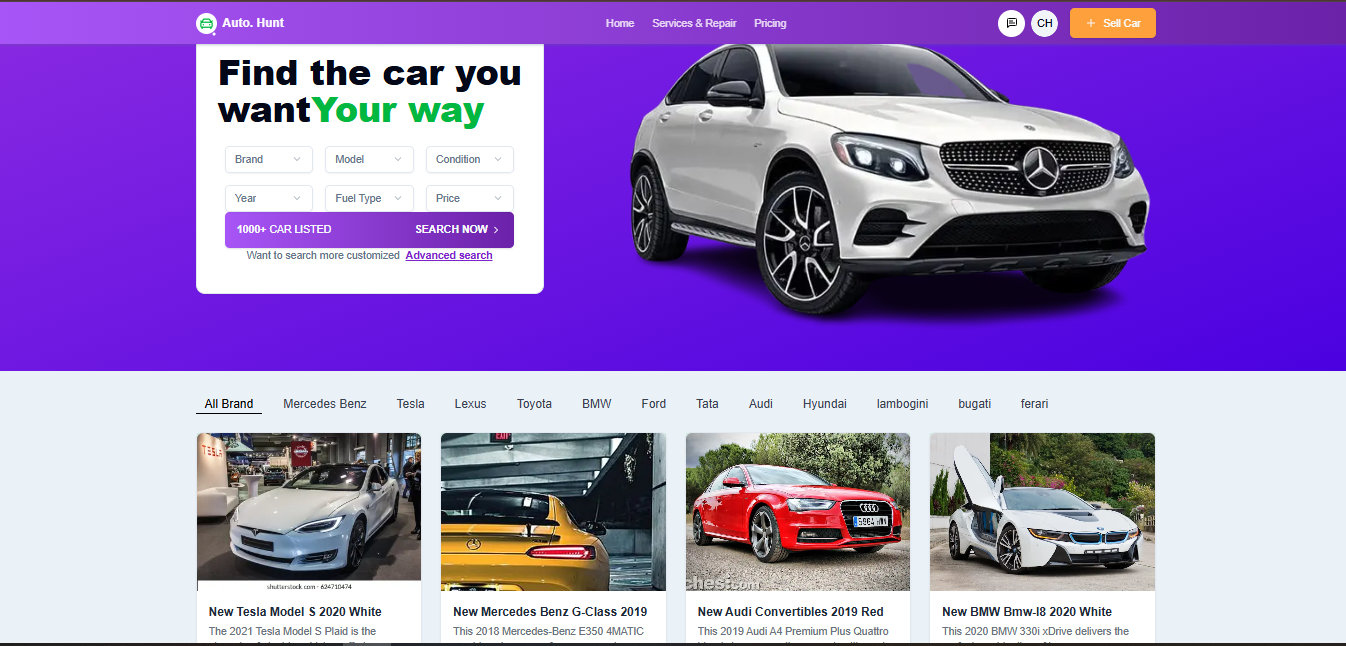 Auto. Hunt
Home Services & Repair Pricing
CH
+ Sell Car
Find the car you
wantYour way
Brand Model Condition
Year Fuel Type Price
1000+ CAR LISTED SEARCH NOW
Want to search more customized Advanced search
All Brand Mercedes Benz Tesla Lexus Toyota BMW Ford Tata Audi Hyundai lambogini bugati ferari
TESLA
EXIT
shutterstock.com · 624710474
chesi.com
New Tesla Model S 2020 White
The 2021 Tesla Model S Plaid is the
New Mercedes Benz G-Class 2019
This 2018 Mercedes-Benz E350 4MATIC
New Audi Convertibles 2019 Red
This 2019 Audi A4 Premium Plus Quattro
New BMW Bmw-I8 2020 White
This 2020 BMW 330i xDrive delivers the